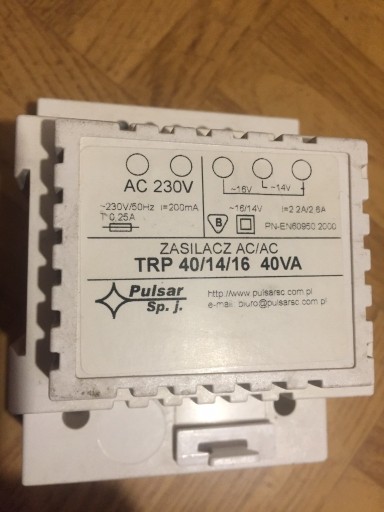 AC 230V
~16V
~14V
~230V/50Hz I=200mA
T 0,25A
~16/14V I=2.2A/2.5A
B
PN-EN60950:2000
ZASILACZ AC/AC
TRP 40/14/16 40VA
Pulsar
Sp. j.
http://www.pulsarsc.com.pl
e-mail: biuro@pulsarsc.com.pl